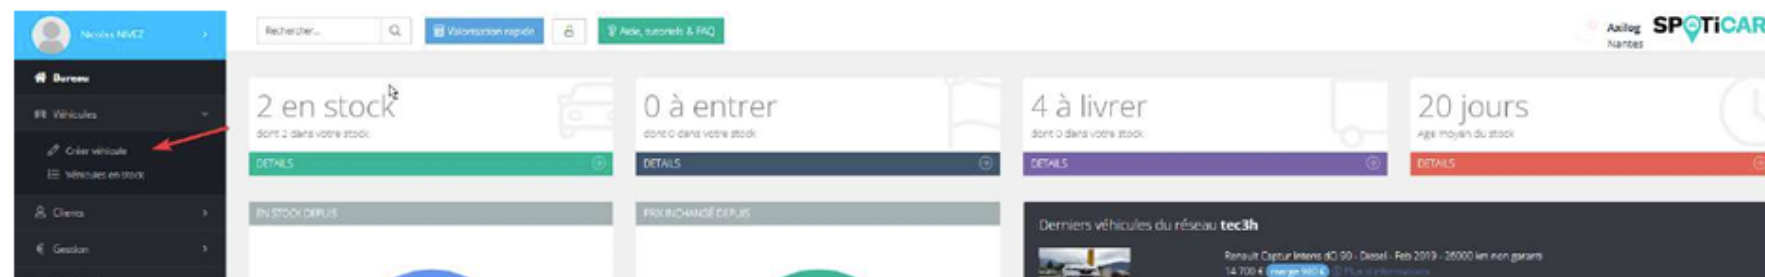 Nicolas NIVEZ
Rechercher...
Valorisation rapide
Aide, tutoriels & FAQ
Axilog
Nantes
SPOTiCAR
Bureau
Véhicules
Créer véhicule
Véhicules en stock
Clients
Gestion
2 en stock
dont 2 dans votre stock
DETAILS
0 à entrer
dont 0 dans votre stock
DETAILS
4 à livrer
dont 0 dans votre stock
DETAILS
20 jours
Age moyen du stock
DETAILS
EN STOCK DEPUIS
PRIX INCHANGÉ DEPUIS
Derniers véhicules du réseau tec3h
Renault Captur Intens dCi 90 - Diesel - Feb 2019 - 26000 km non garanti
14 700 € marge 980 € Plus d'informations